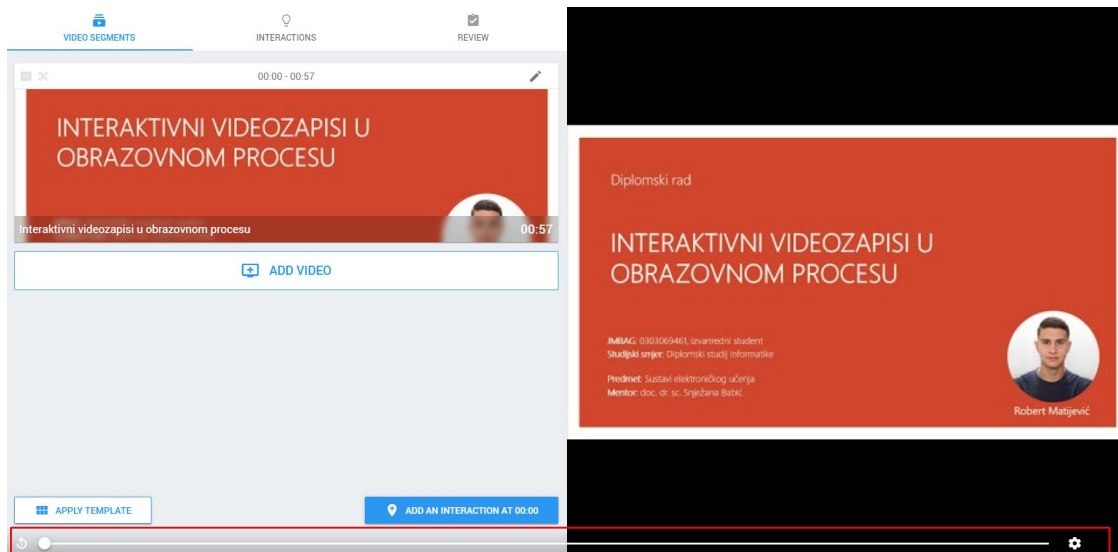 VIDEO SEGMENTS
INTERACTIONS
REVIEW
00:00 - 00:57
INTERAKTIVNI VIDEOZAPISI U
OBRAZOVNOM PROCESU
Interaktivni videozapisi u obrazovnom procesu
00:57
ADD VIDEO
APPLY TEMPLATE
ADD AN INTERACTION AT 00:00
Diplomski rad
INTERAKTIVNI VIDEOZAPISI U
OBRAZOVNOM PROCESU
JMBAG: 0303069461, izvanredni student
Studijski smjer: Diplomski studij informatike
Predmet: Sustavi elektroničkog učenja
Mentor: doc. dr. sc. Snježana Babić
Robert Matijević